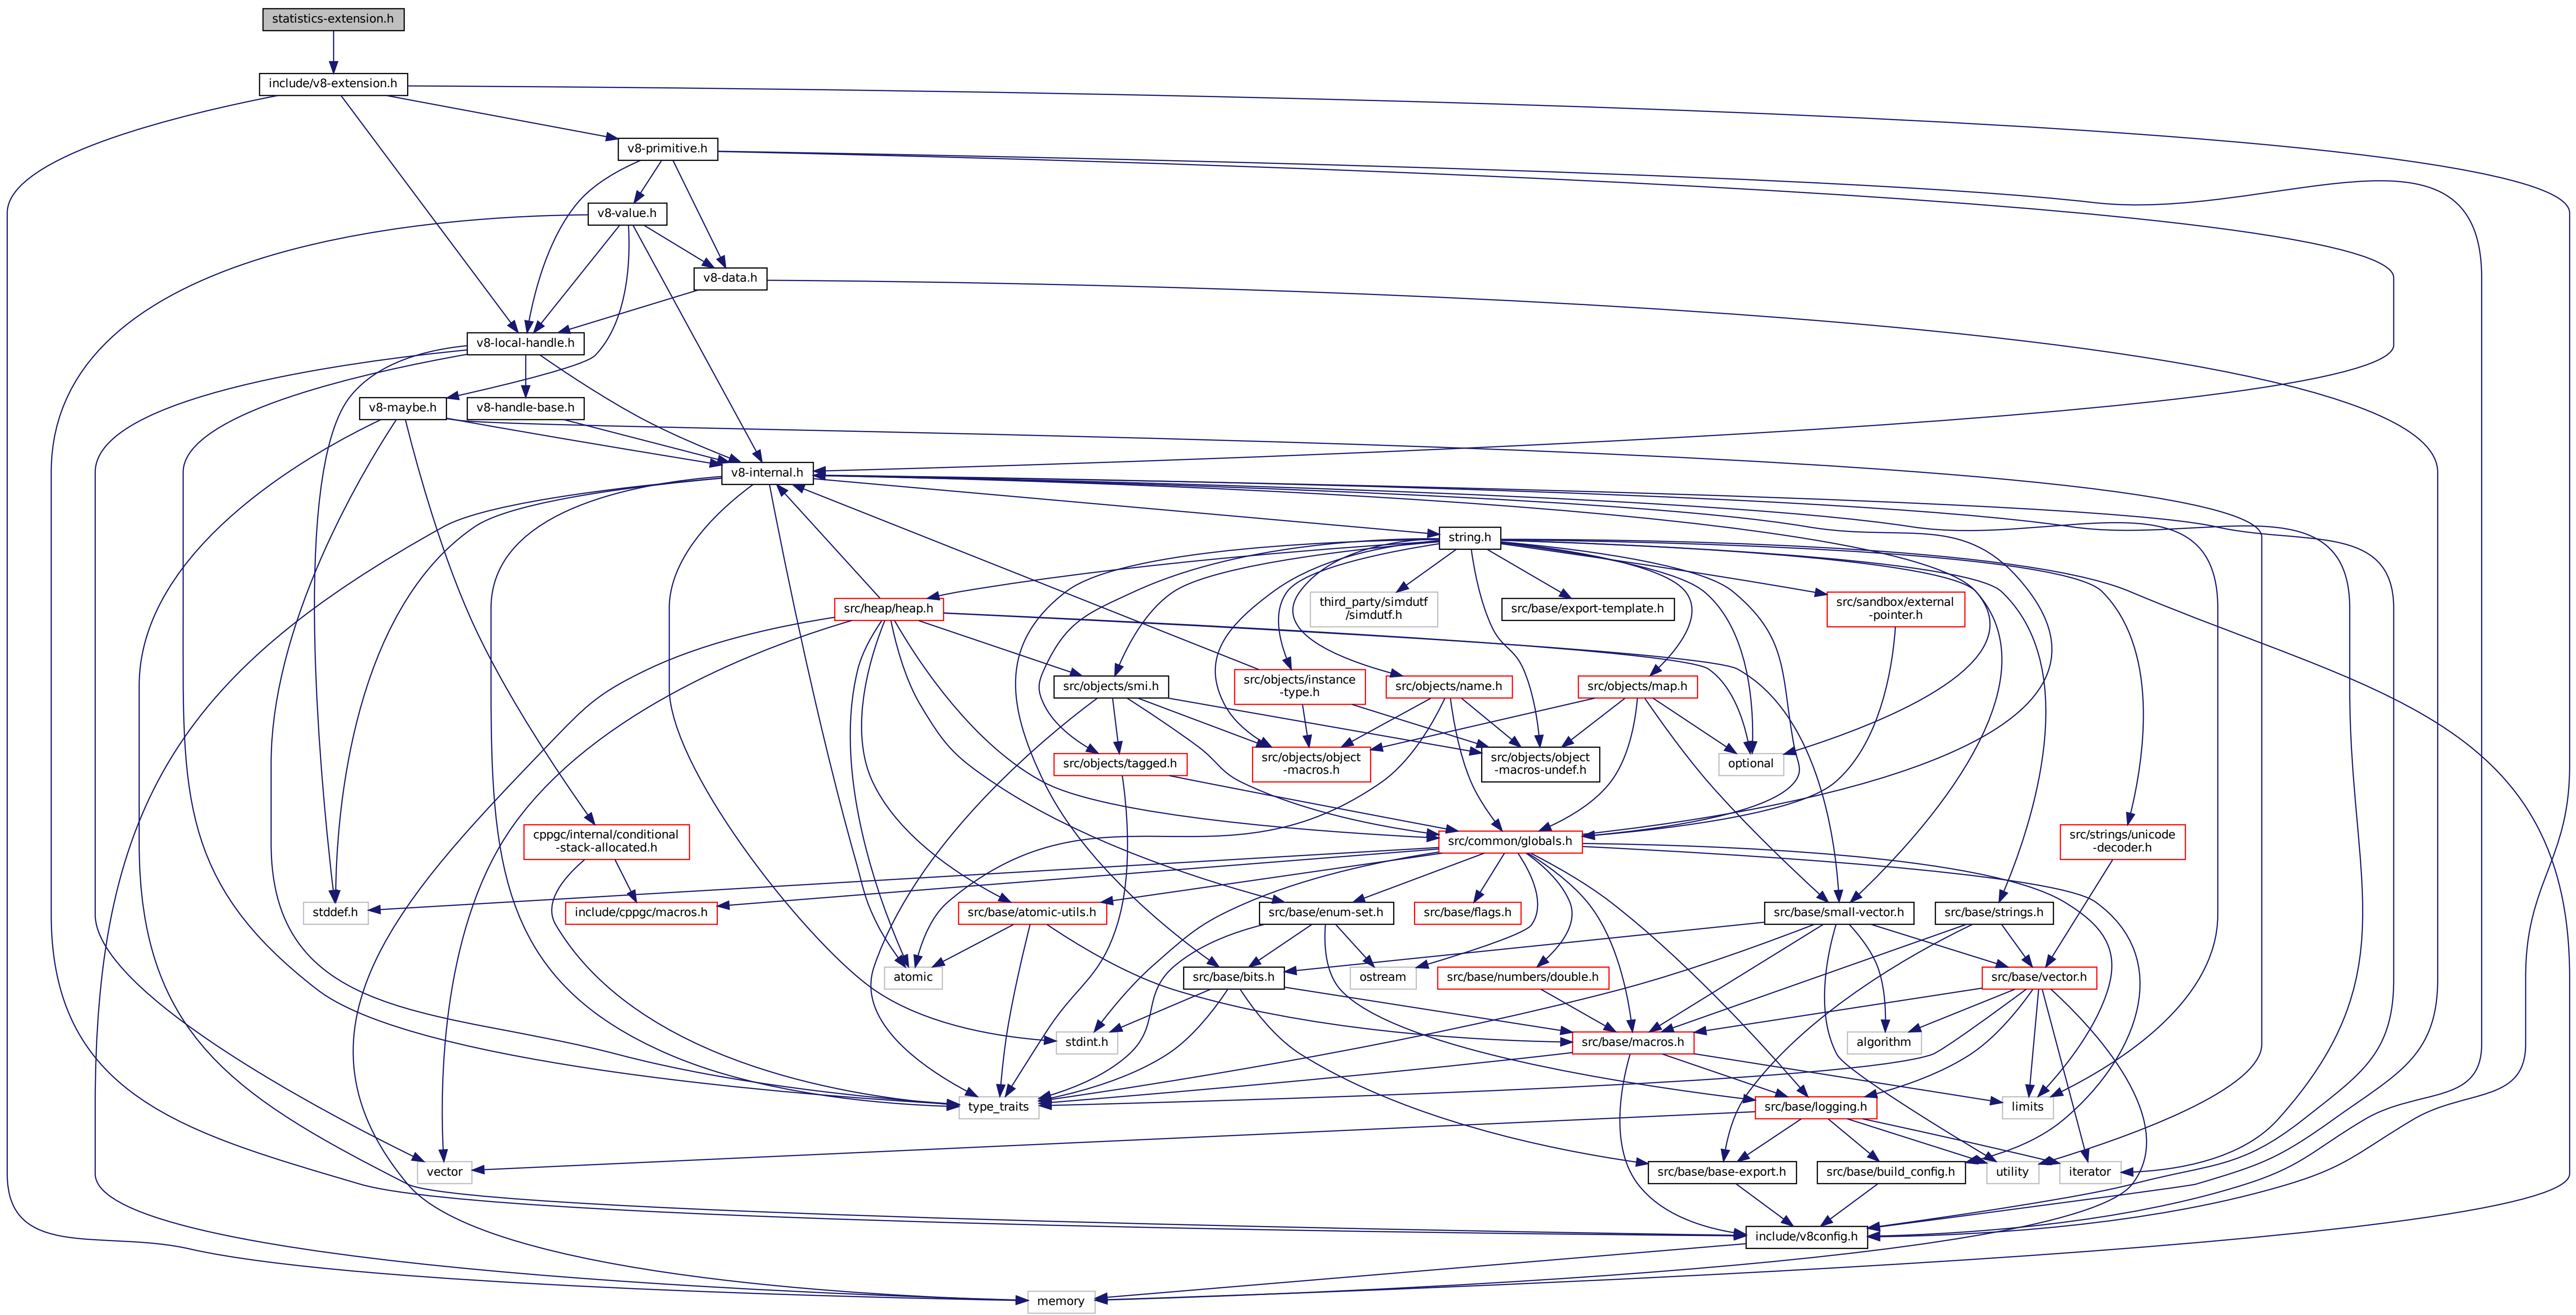 statistics-extension.h
include/v8-extension.h
v8-primitive.h
v8-value.h
v8-data.h
v8-local-handle.h
v8-maybe.h
v8-handle-base.h
v8-internal.h
string.h
src/heap/heap.h
third_party/simdutf
/simdutf.h
src/base/export-template.h
src/sandbox/external
-pointer.h
src/objects/smi.h
src/objects/instance
-type.h
src/objects/name.h
src/objects/map.h
src/objects/tagged.h
src/objects/object
-macros.h
src/objects/object
-macros-undef.h
optional
cppgc/internal/conditional
-stack-allocated.h
src/common/globals.h
src/strings/unicode
-decoder.h
stddef.h
include/cppgc/macros.h
src/base/atomic-utils.h
src/base/enum-set.h
src/base/flags.h
src/base/small-vector.h
src/base/strings.h
atomic
src/base/bits.h
ostream
src/base/numbers/double.h
src/base/vector.h
stdint.h
src/base/macros.h
algorithm
type_traits
src/base/logging.h
limits
vector
src/base/base-export.h
src/base/build_config.h
utility
iterator
include/v8config.h
memory